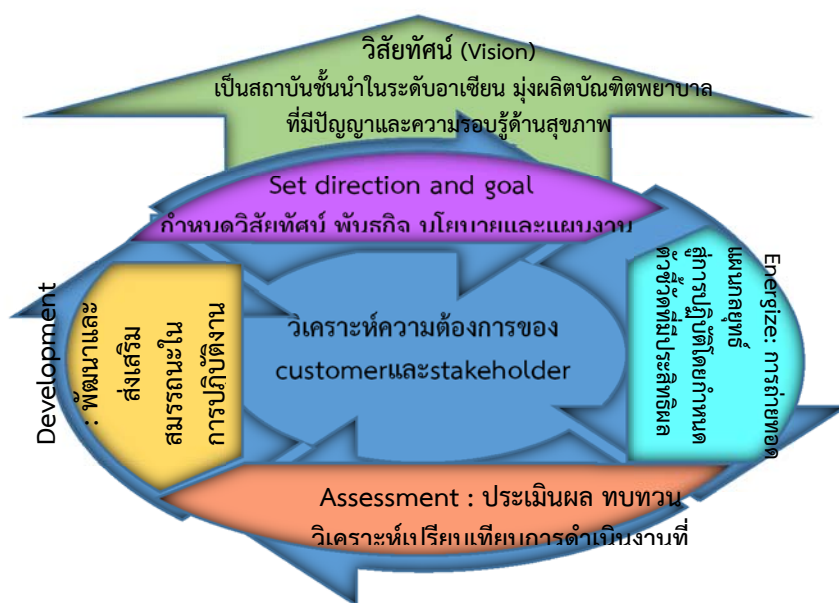 วิสัยทัศน์ (Vision)
เป็นสถาบันชั้นนำในระดับอาเซียน มุ่งผลิตบัณฑิตพยาบาล
ที่มีปัญญาและความรอบรู้ด้านสุขภาพ
Set direction and goal
กำหนดวิสัยทัศน์ พันธกิจ นโยบายและแผนงาน
Energize: การถ่ายทอด
แผนกลยุทธ์
สู่การปฏิบัติโดยกำหนด
ตัวชี้วัดที่มีประสิทธิผล
วิเคราะห์ความต้องการของ
customerและstakeholder
Development
: พัฒนาและ
ส่งเสริม
สมรรถนะใน
การปฏิบัติงาน
Assessment : ประเมินผล ทบทวน
วิเคราะห์เปรียบเทียบการดำเนินงานที่